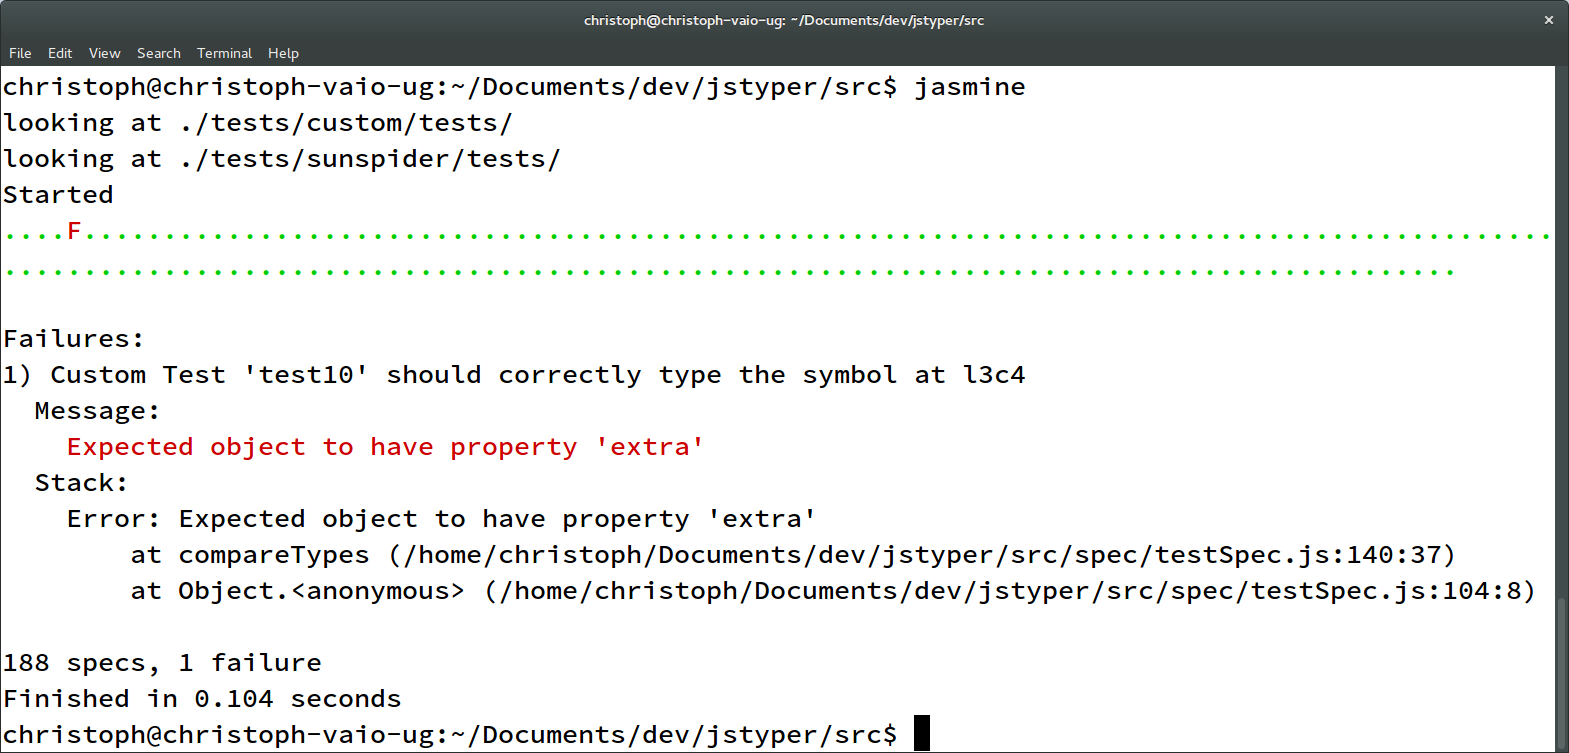 christoph@christoph-vaio-ug: ~/Documents/dev/jstyper/src
×
File Edit View Search Terminal Help
christoph@christoph-vaio-ug:~/Documents/dev/jstyper/src$ jasmine
looking at ./tests/custom/tests/
looking at ./tests/sunspider/tests/
Started
....F............................................................................................
...........................................................................................
Failures:
1) Custom Test 'test10' should correctly type the symbol at l3c4
Message:
Expected object to have property 'extra'
Stack:
Error: Expected object to have property 'extra'
at compareTypes (/home/christoph/Documents/dev/jstyper/src/spec/testSpec.js:140:37)
at Object.<anonymous> (/home/christoph/Documents/dev/jstyper/src/spec/testSpec.js:104:8)
188 specs, 1 failure
Finished in 0.104 seconds
christoph@christoph-vaio-ug:~/Documents/dev/jstyper/src$